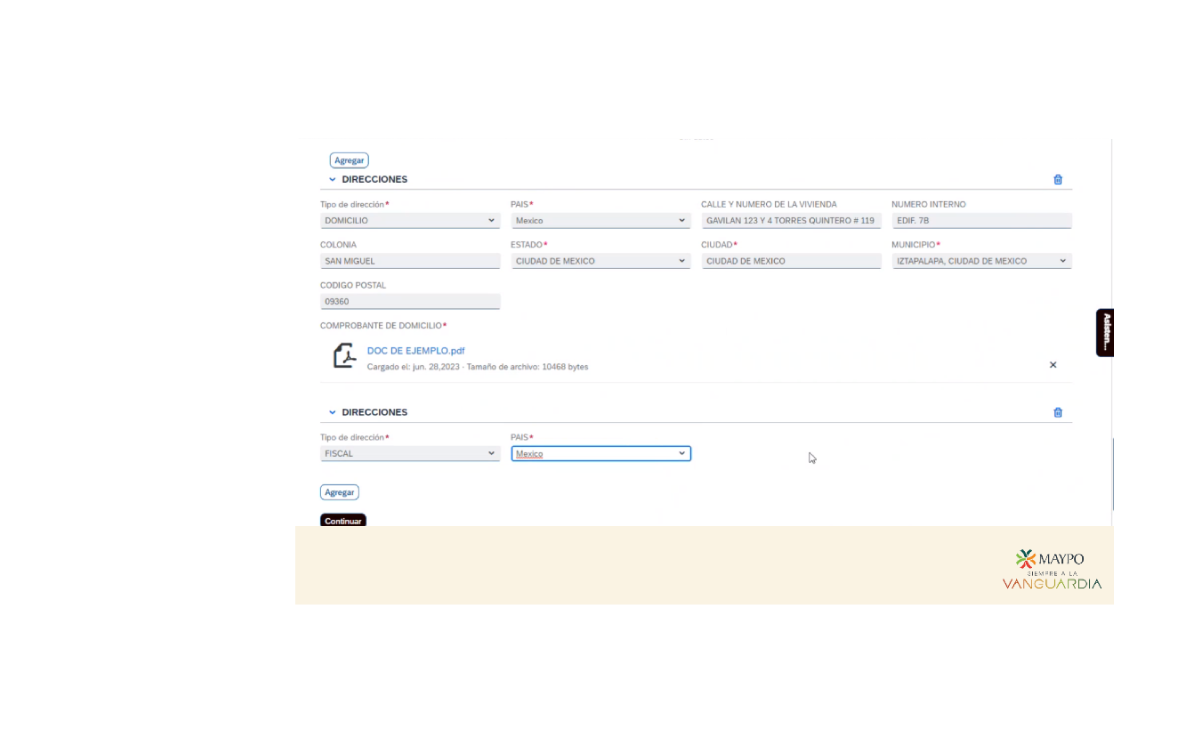 Agregar
DIRECCIONES
Tipo de dirección* PAIS* CALLE Y NUMERO DE LA VIVIENDA NUMERO INTERNO
DOMICILIO Mexico GAVILAN 123 Y 4 TORRES QUINTERO # 119 EDIF. 7B
COLONIA ESTADO* CIUDAD* MUNICIPIO*
SAN MIGUEL CIUDAD DE MEXICO CIUDAD DE MEXICO IZTAPALAPA, CIUDAD DE MEXICO
CODIGO POSTAL
09360
COMPROBANTE DE DOMICILIO*
Asisten...
DOC DE EJEMPLO.pdf
Cargado el: jun. 28,2023 · Tamaño de archivo: 10468 bytes
DIRECCIONES
Tipo de dirección* PAIS*
FISCAL Mexico
Agregar
Continuar
MAYPO
SIEMPRE A LA
VANGUARDIA